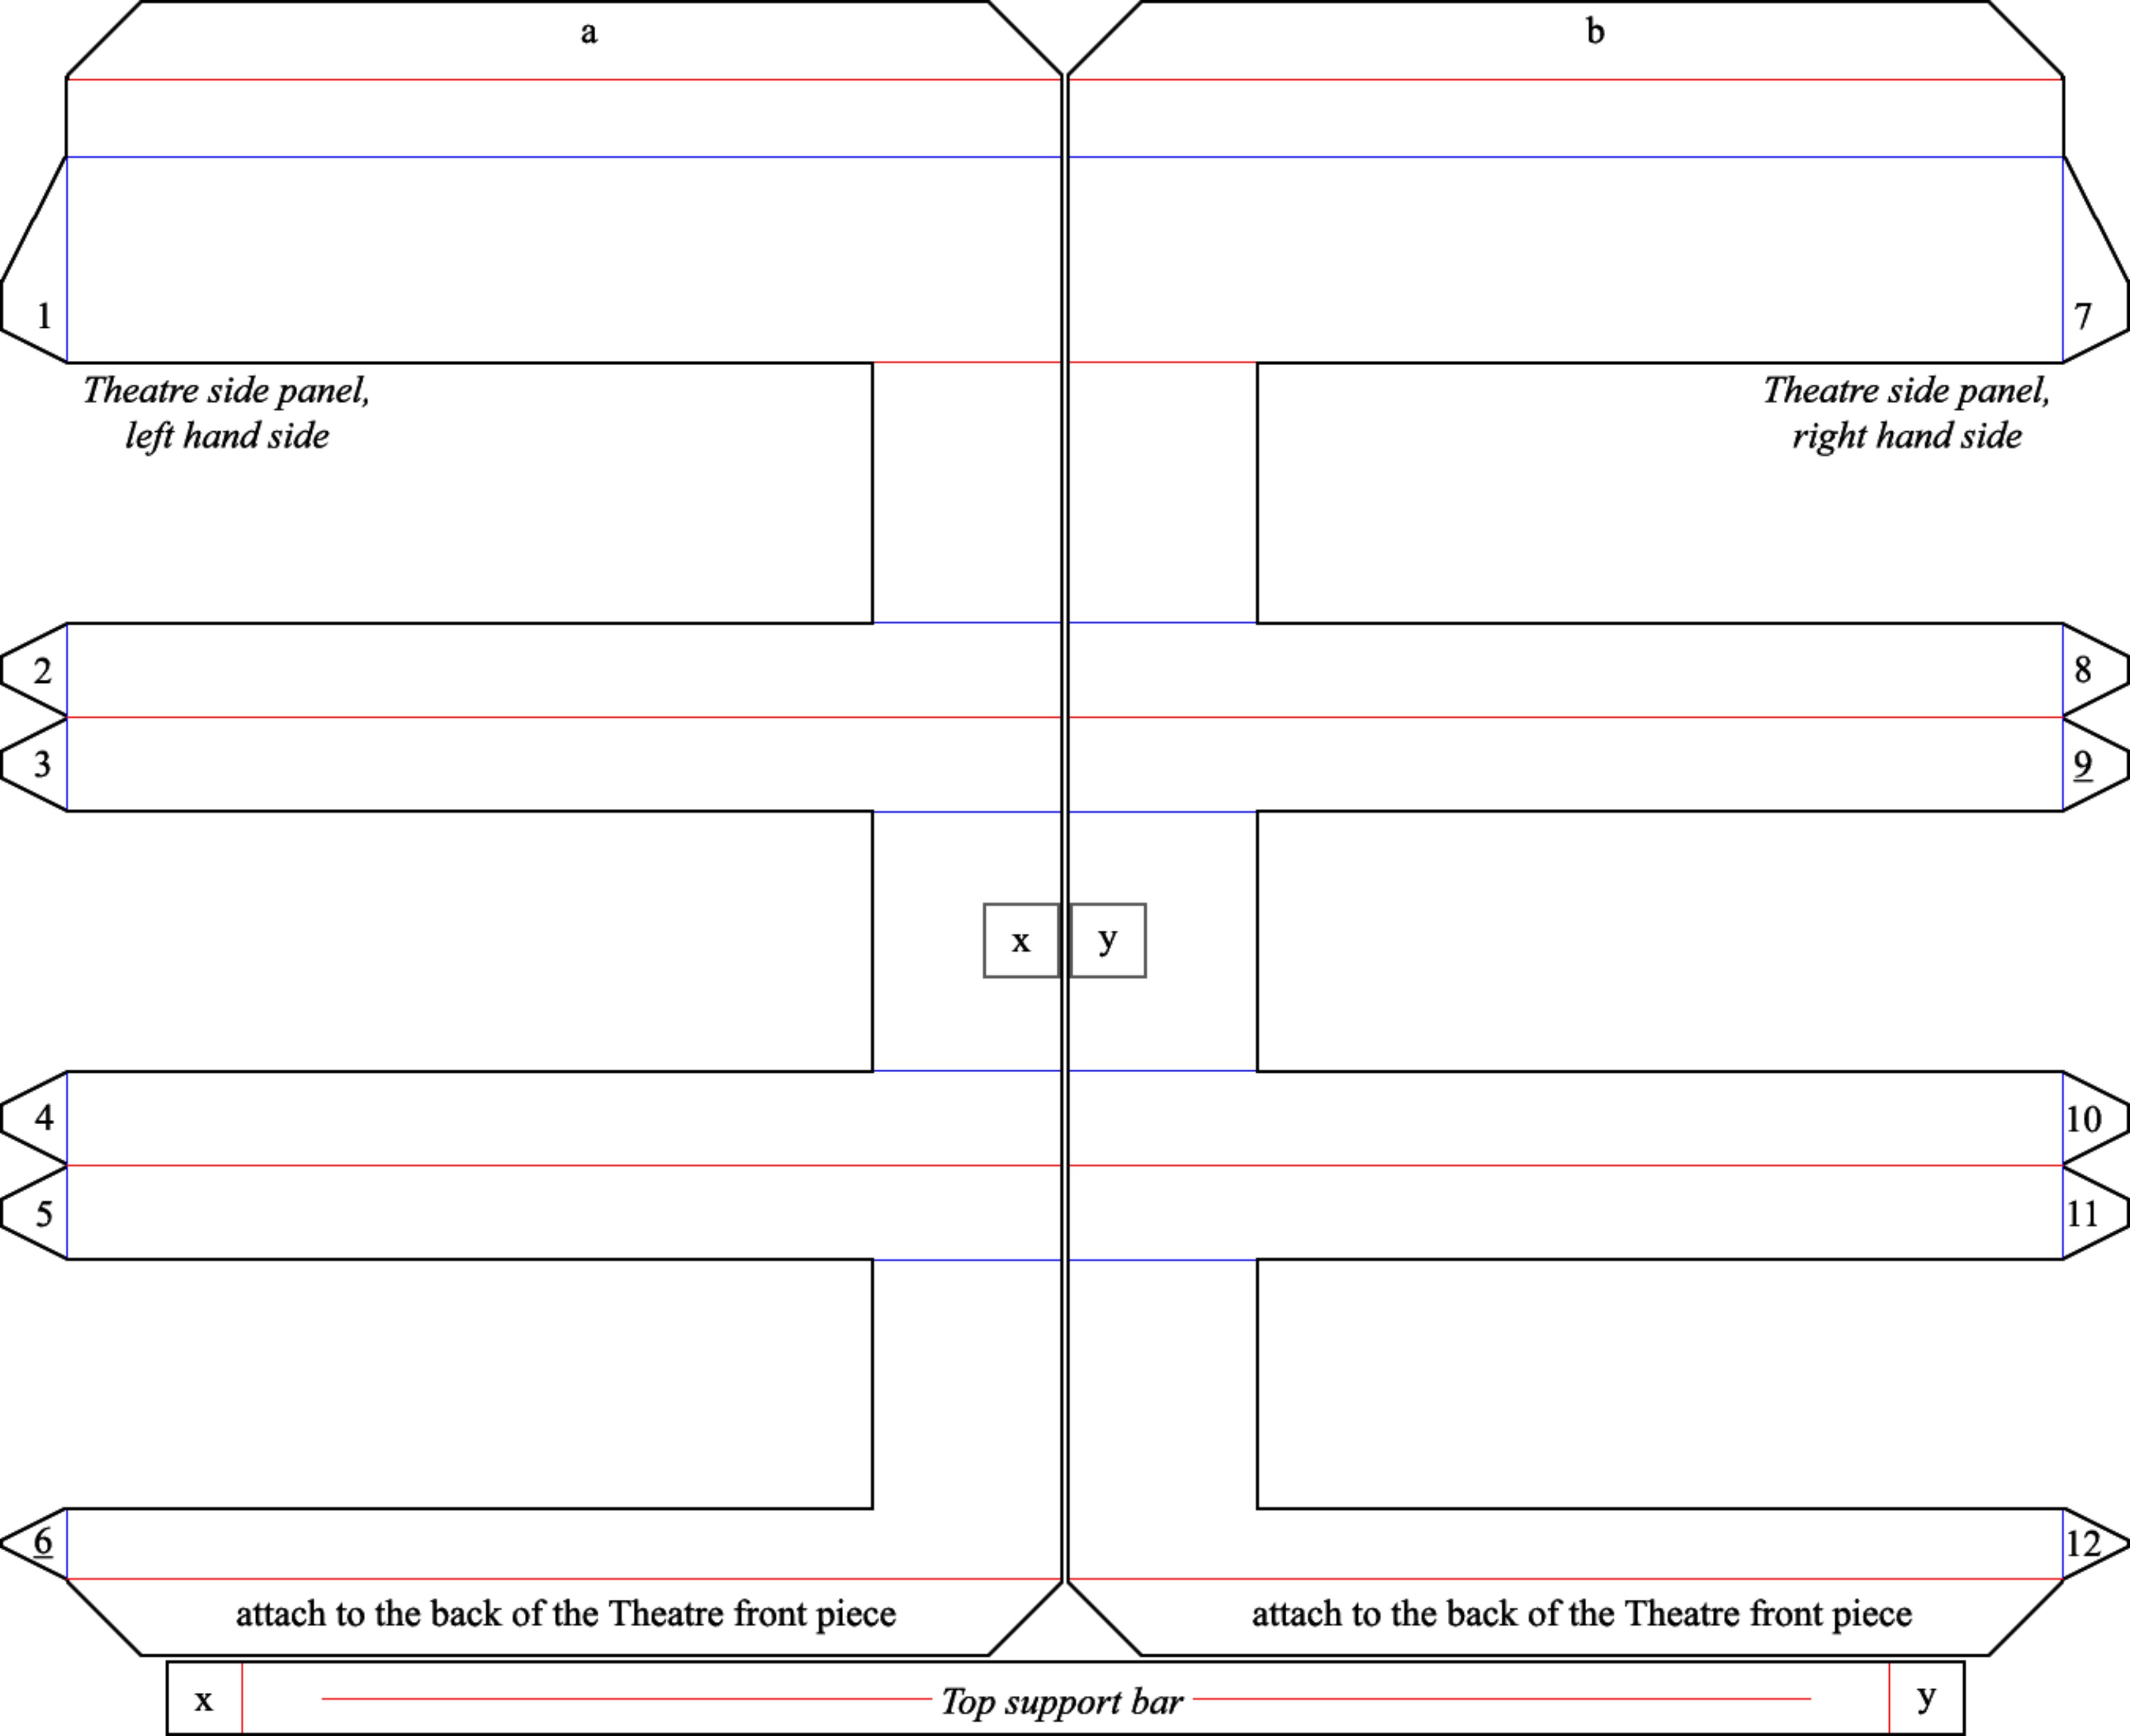 a
b
1
7
Theatre side panel,
left hand side
Theatre side panel,
right hand side
2
8
3
9
x
y
4
10
5
11
6
12
attach to the back of the Theatre front piece
attach to the back of the Theatre front piece
x
Top support bar
y